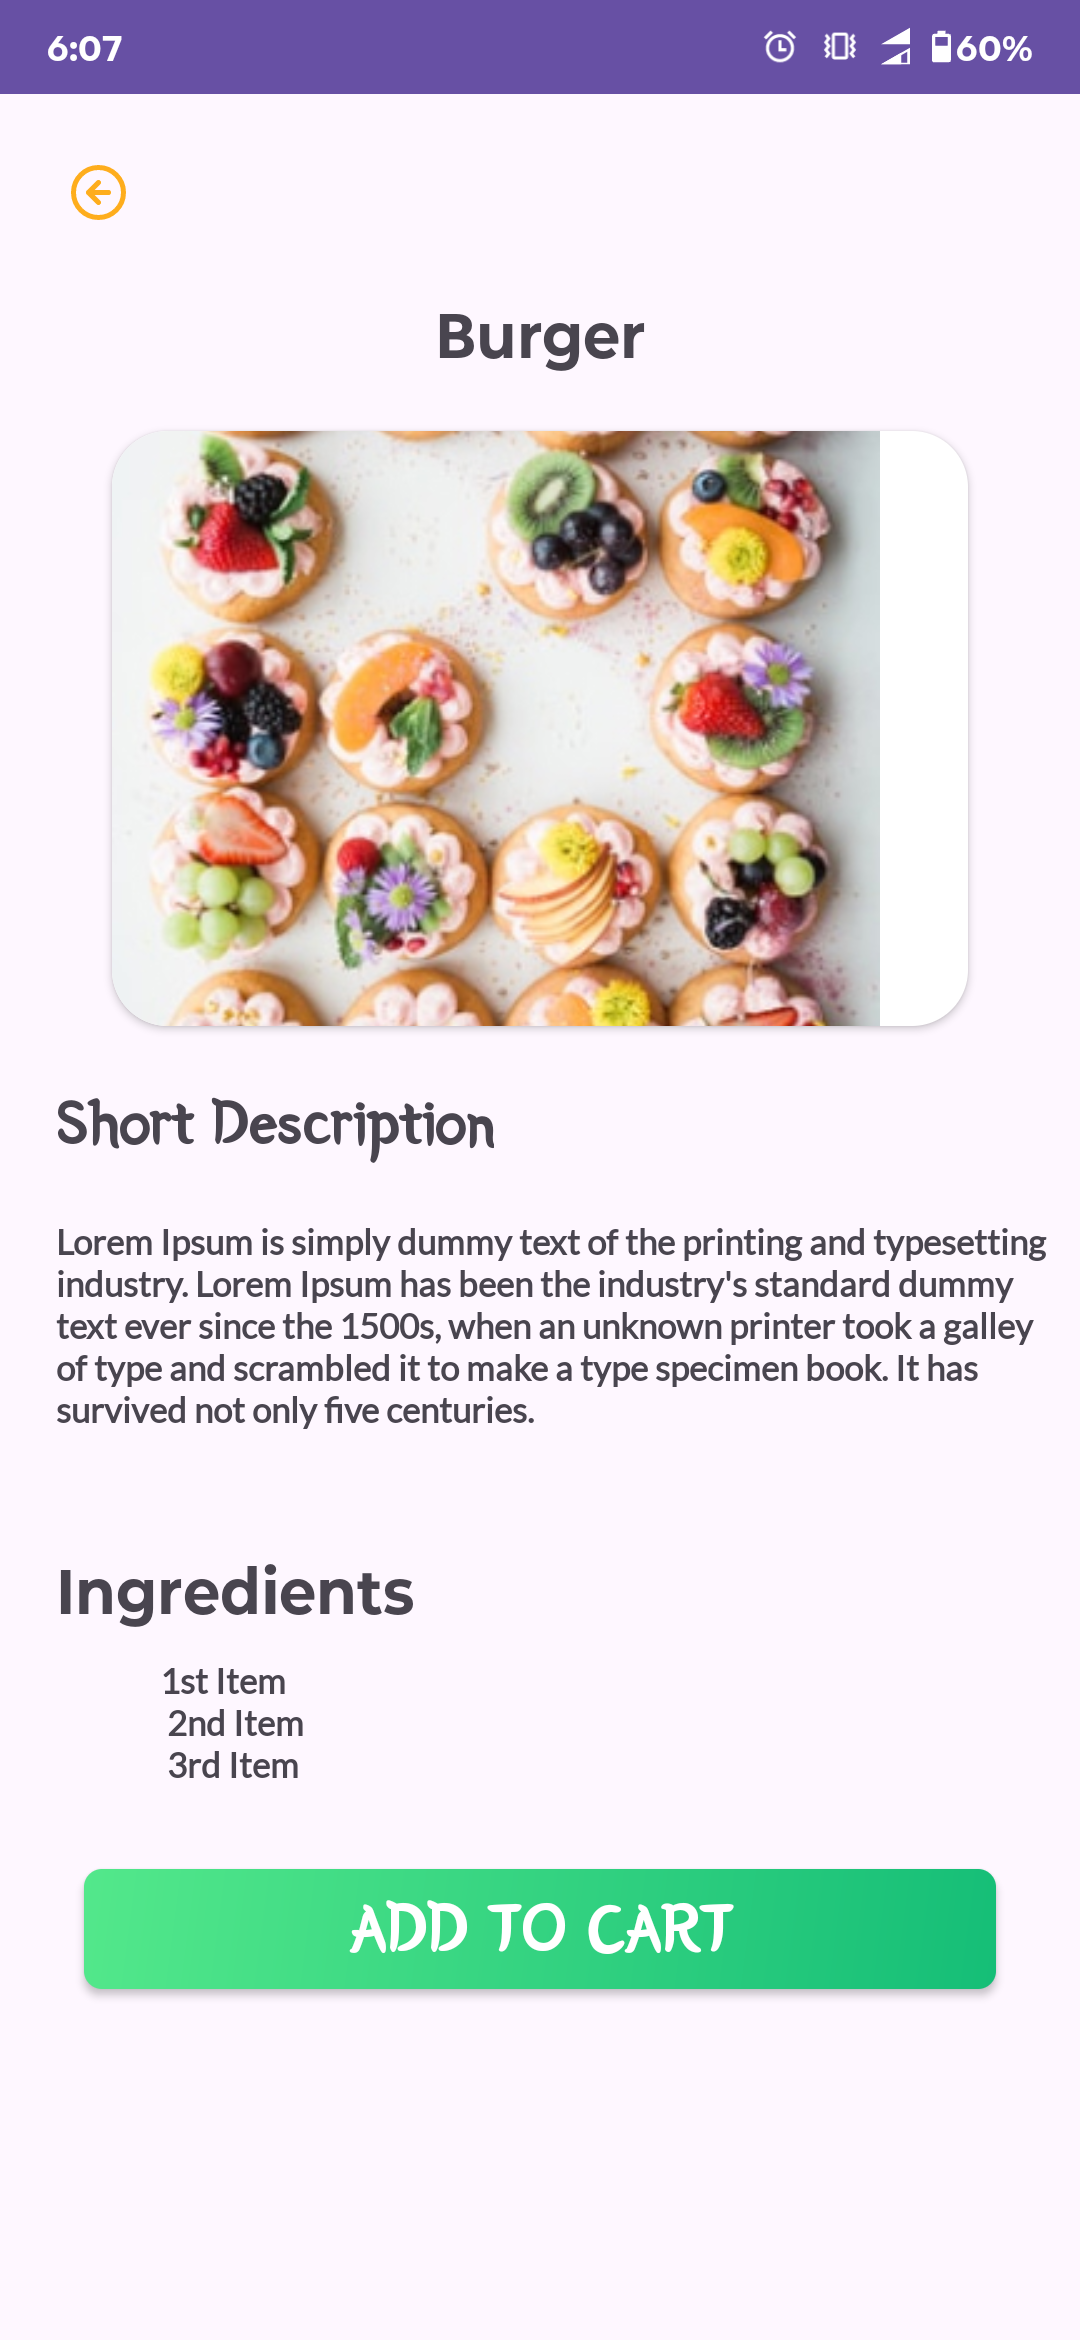 6:07
60%
Burger
Short Description
Lorem Ipsum is simply dummy text of the printing and typesetting
industry. Lorem Ipsum has been the industry's standard dummy
text ever since the 1500s, when an unknown printer took a galley
of type and scrambled it to make a type specimen book. It has
survived not only five centuries.
Ingredients
1st Item
2nd Item
3rd Item
ADD TO CART